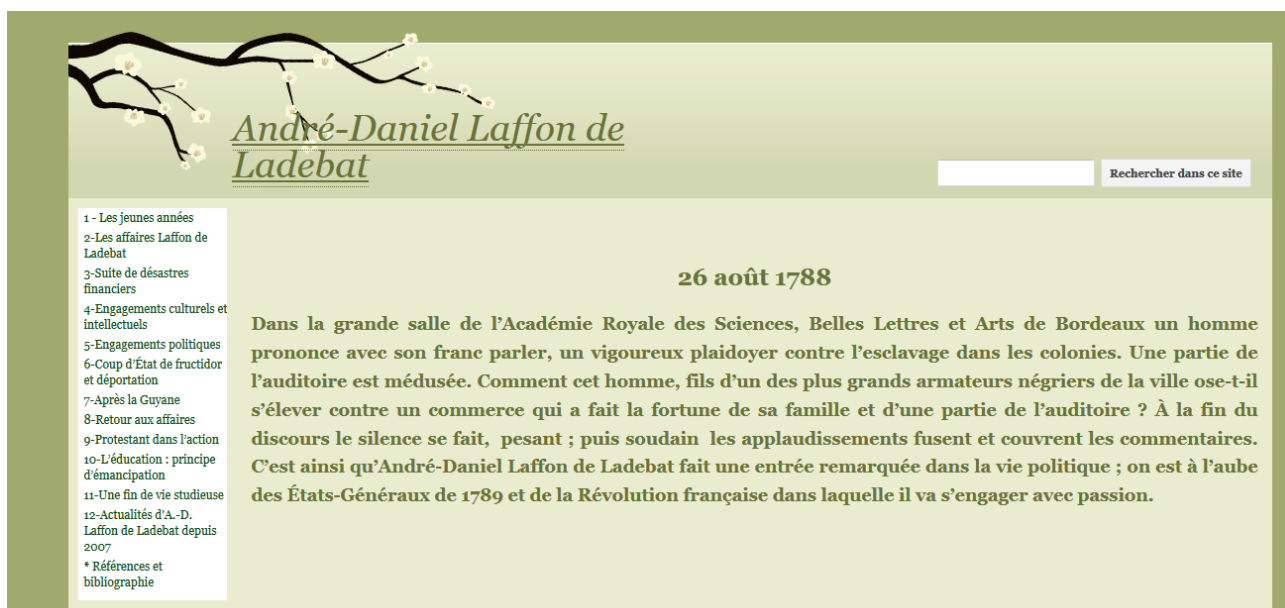 André-Daniel Laffon de
Ladebat
Rechercher dans ce site
1 - Les jeunes années
2-Les affaires Laffon de
Ladebat
3-Suite de désastres
financiers
4-Engagements culturels et
intellectuels
5-Engagements politiques
6-Coup d'État de fructidor
et déportation
7-Après la Guyane
8-Retour aux affaires
9-Protestant dans l'action
10-L'éducation : principe
d'émancipation
11-Une fin de vie studieuse
12-Actualités d'A.-D.
Laffon de Ladebat depuis
2007
* Références et
bibliographie
26 août 1788
Dans la grande salle de l'Académie Royale des Sciences, Belles Lettres et Arts de Bordeaux un homme
prononce avec son franc parler, un vigoureux plaidoyer contre l'esclavage dans les colonies. Une partie de
l'auditoire est médusée. Comment cet homme, fils d'un des plus grands armateurs négriers de la ville ose-t-il
s'élever contre un commerce qui a fait la fortune de sa famille et d'une partie de l'auditoire ? À la fin du
discours le silence se fait, pesant ; puis soudain les applaudissements fusent et couvrent les commentaires.
C'est ainsi qu'André-Daniel Laffon de Ladebat fait une entrée remarquée dans la vie politique ; on est à l'aube
des États-Généraux de 1789 et de la Révolution française dans laquelle il va s'engager avec passion.